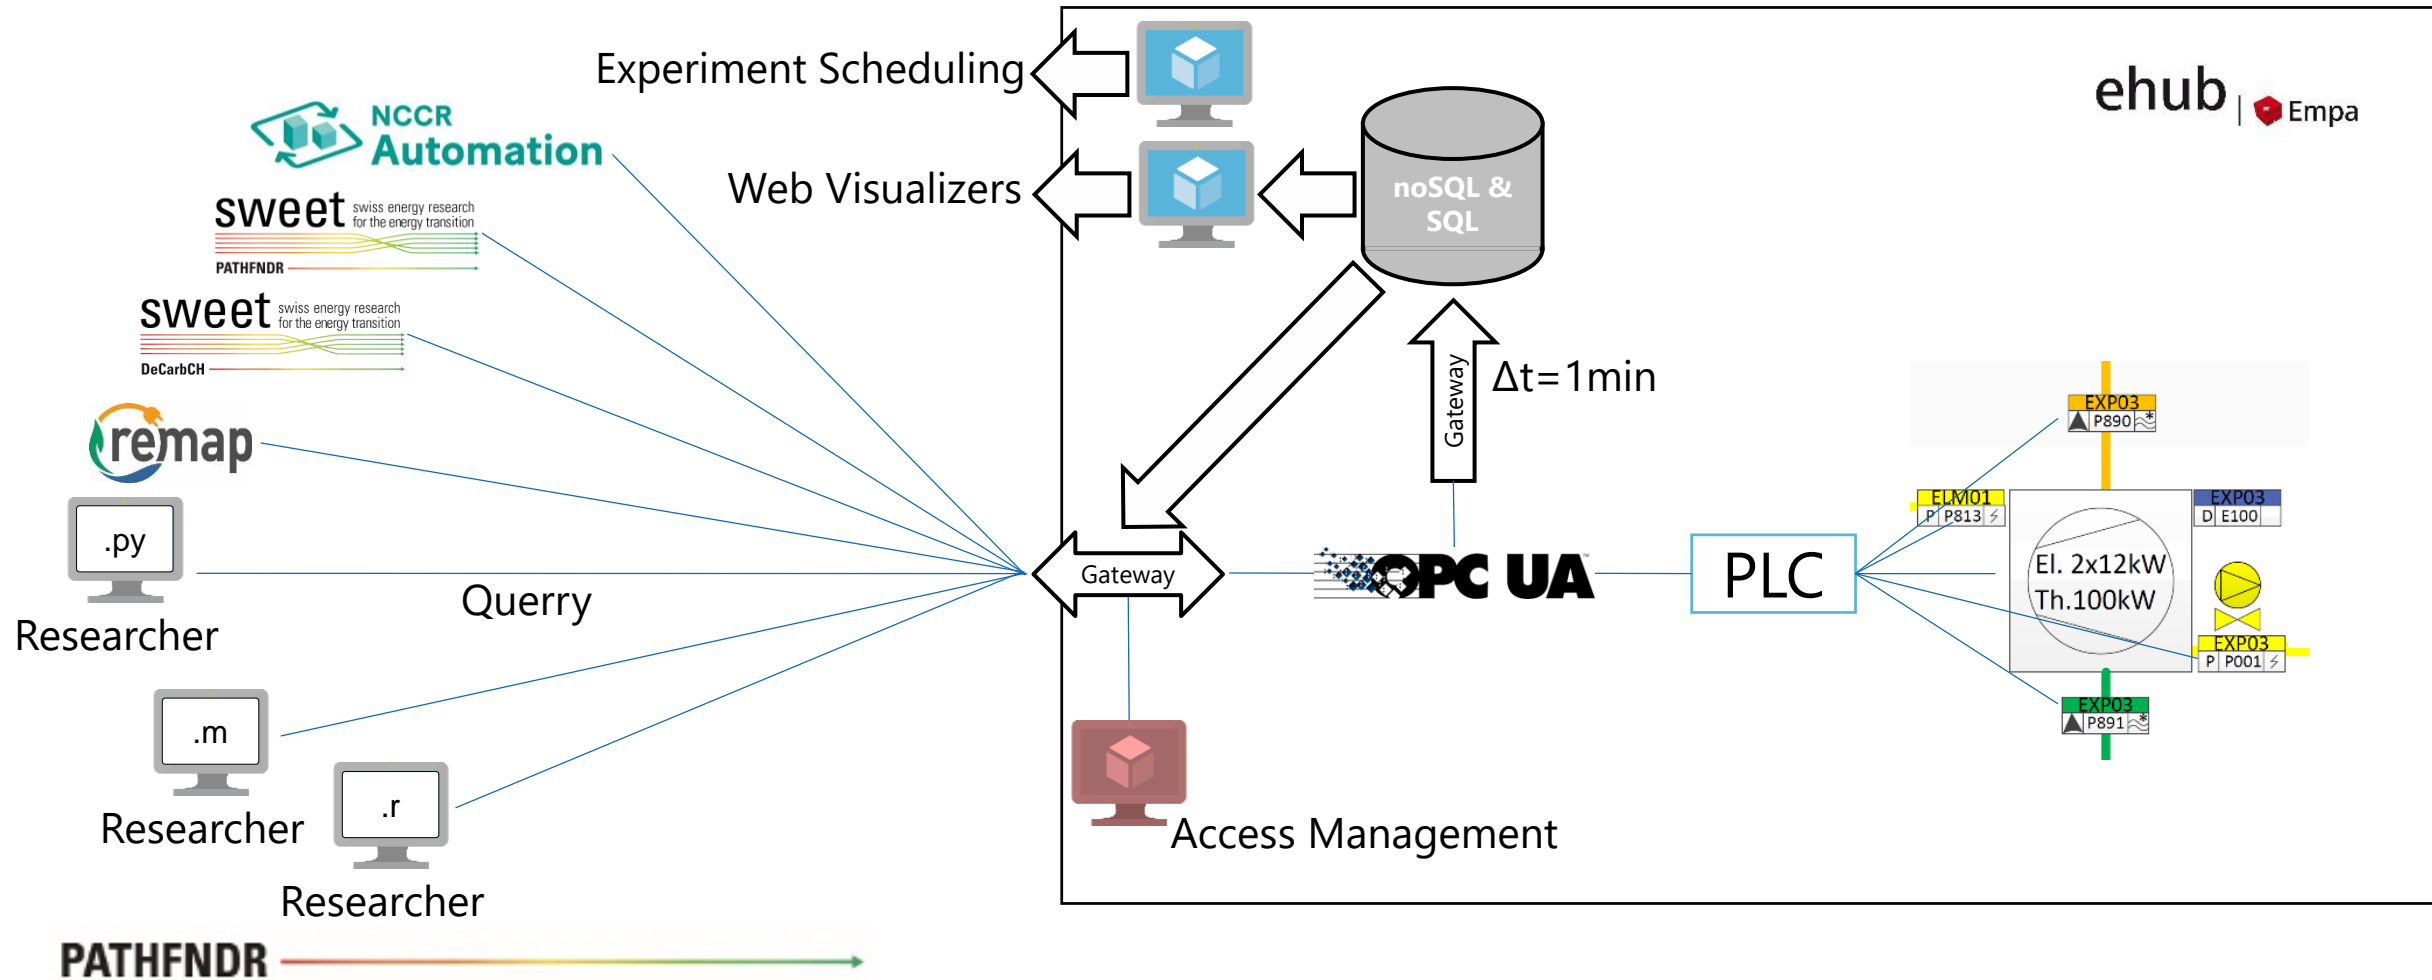 Experiment Scheduling
ehub
Empa
NCCR
Automation
Web Visualizers
noSQL &
SQL
sweet swiss energy research
for the energy transition
PATHFNDR
sweet swiss energy research
for the energy transition
DeCarbCH
Gateway
Δt=1min
remap
EXP03
P890
ELM01
P P813
EXP03
D E100
.py
Researcher
Querry
Gateway
OPC UA
PLC
El. 2x12kW
Th.100kW
EXP03
P P001
EXP03
P891
.m
Researcher
.r
Researcher
Access Management
PATHFNDR